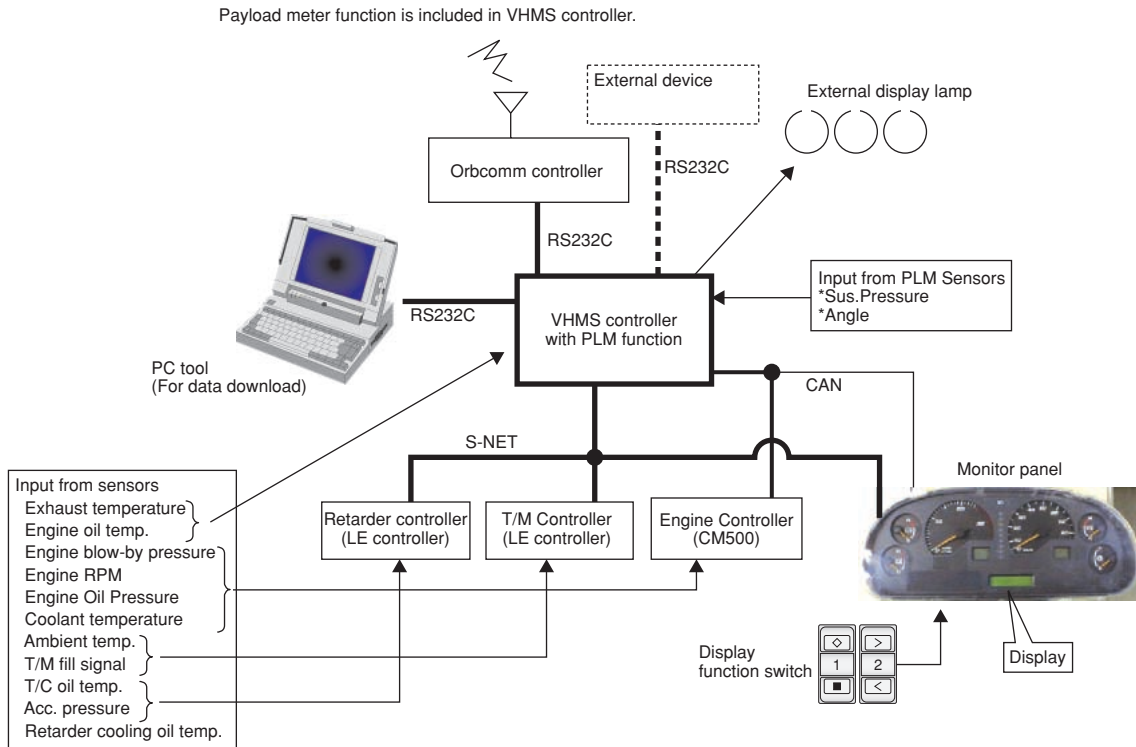 Payload meter function is included in VHMS controller.
External device
External display lamp
Orbcomm controller
RS232C
RS232C
RS232C
VHMS controller
with PLM function
Input from PLM Sensors
*Sus.Pressure
*Angle
PC tool
(For data download)
CAN
S-NET
Monitor panel
Input from sensors
Exhaust temperature
Engine oil temp.
Engine blow-by pressure
Engine RPM
Engine Oil Pressure
Coolant temperature
Ambient temp.
T/M fill signal
T/C oil temp.
Acc. pressure
Retarder cooling oil temp.
Retarder controller
(LE controller)
T/M Controller
(LE controller)
Engine Controller
(CM500)
Display
function switch
◇ >
1 2
■ <
Display